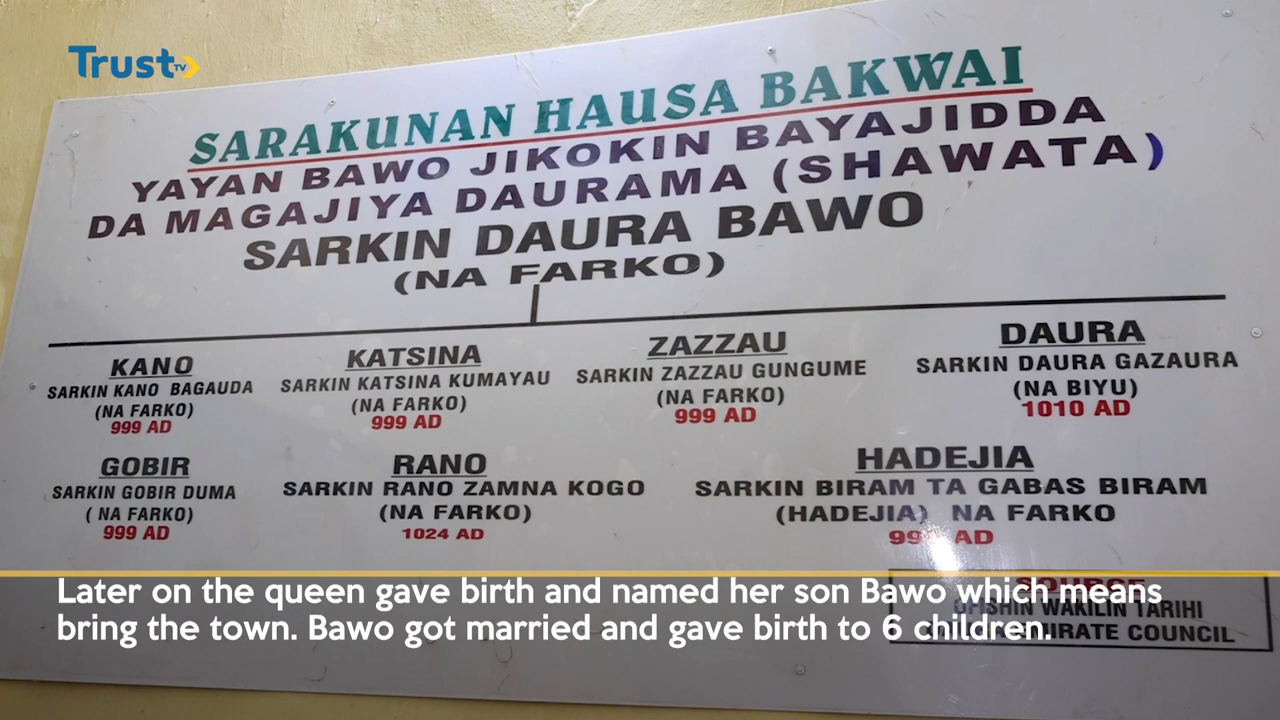 Trust TV
SARAKUNAN HAUSA BAKWAI
YAYAN BAWO JIKOKIN BAYAJIDDA
DA MAGAJIYA DAURAMA (SHAWATA)
SARKIN DAURA BAWO
(NA FARKO)
KANO
SARKIN KANO BAGAUDA
(NA FARKO)
999 AD
KATSINA
SARKIN KATSINA KUMAYAU
(NA FARKO)
999 AD
ZAZZAU
SARKIN ZAZZAU GUNGUME
(NA FARKO)
999 AD
DAURA
SARKIN DAURA GAZAURA
(NA BIYU)
1010 AD
GOBIR
SARKIN GOBIR DUMA
( NA FARKO)
999 AD
RANO
SARKIN RANO ZAMNA KOGO
(NA FARKO)
1024 AD
HADEJIA
SARKIN BIRAM TA GABAS BIRAM
(HADEJIA) NA FARKO
AD
SOURCE
OFISHIN WAKILIN TARIHI
EMIRATE COUNCIL
Later on the queen gave birth and named her son Bawo which means
bring the town. Bawo got married and gave birth to 6 children.